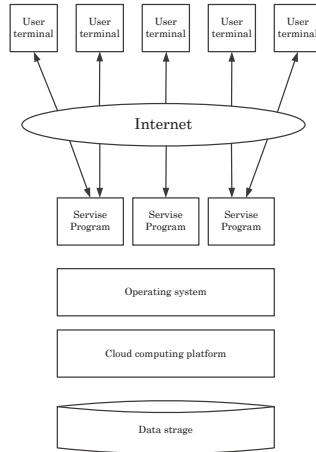 User
terminal
User
terminal
User
terminal
User
terminal
User
terminal
Internet
Servise
Program
Servise
Program
Servise
Program
Operating system
Cloud computing platform
Data strage